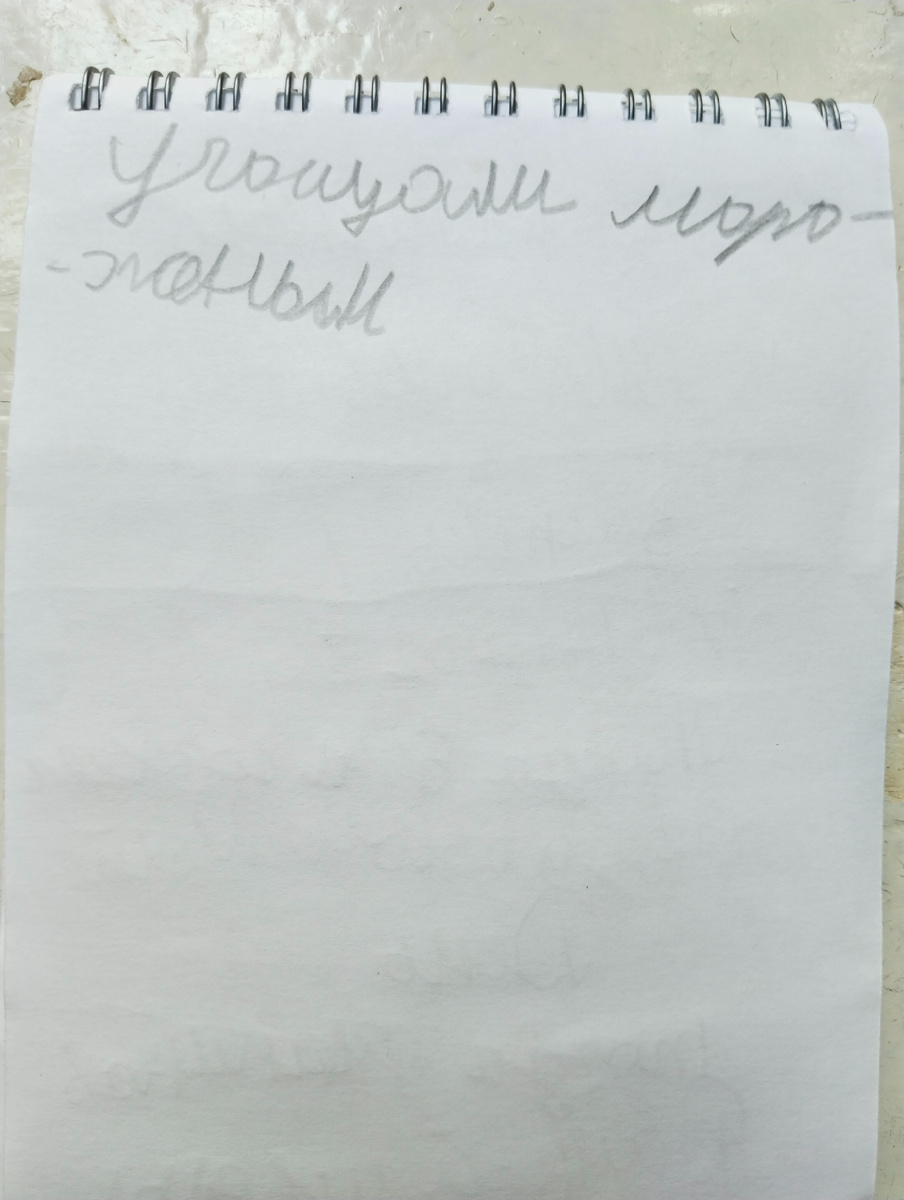 угощали моро-
-женым